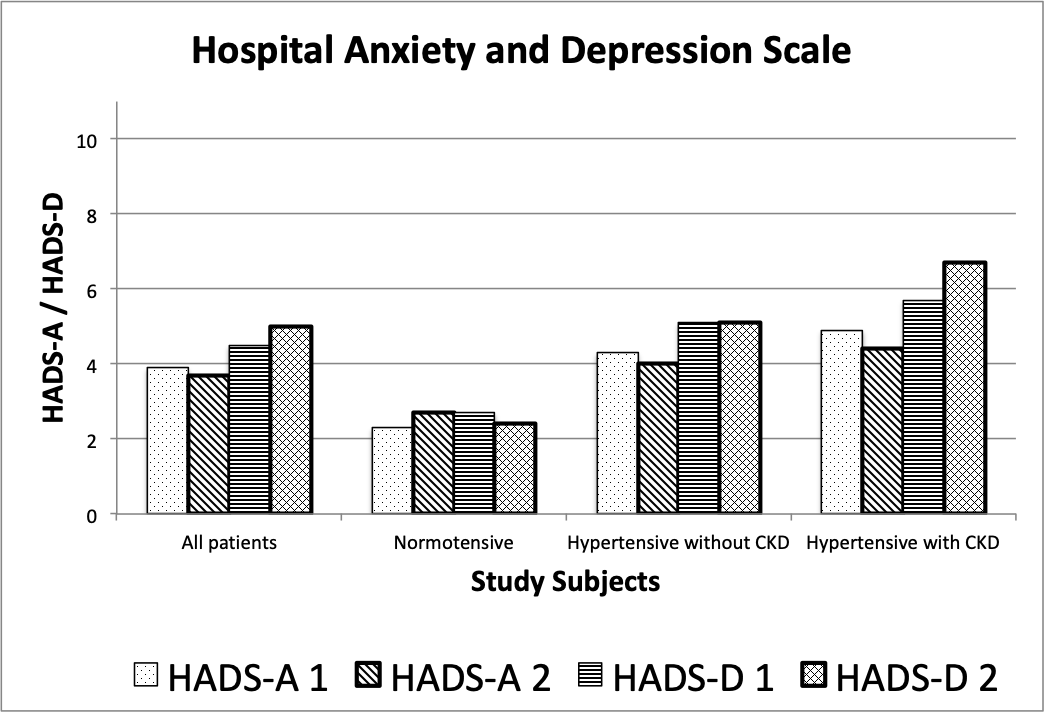 Hospital Anxiety and Depression Scale
10
8
6
4
2
0
HADS-A / HADS-D
All patients Normotensive Hypertensive without CKD Hypertensive with CKD
Study Subjects
HADS-A 1 HADS-A 2 HADS-D 1 HADS-D 2